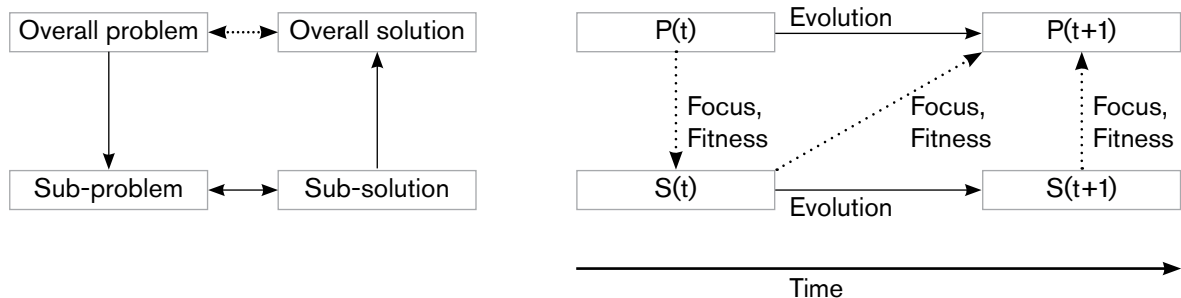 Overall problem
Overall solution
Sub-problem
Sub-solution
P(t)
Evolution
P(t+1)
Focus,
Fitness
Focus,
Fitness
Focus,
Fitness
S(t)
Evolution
S(t+1)
Time